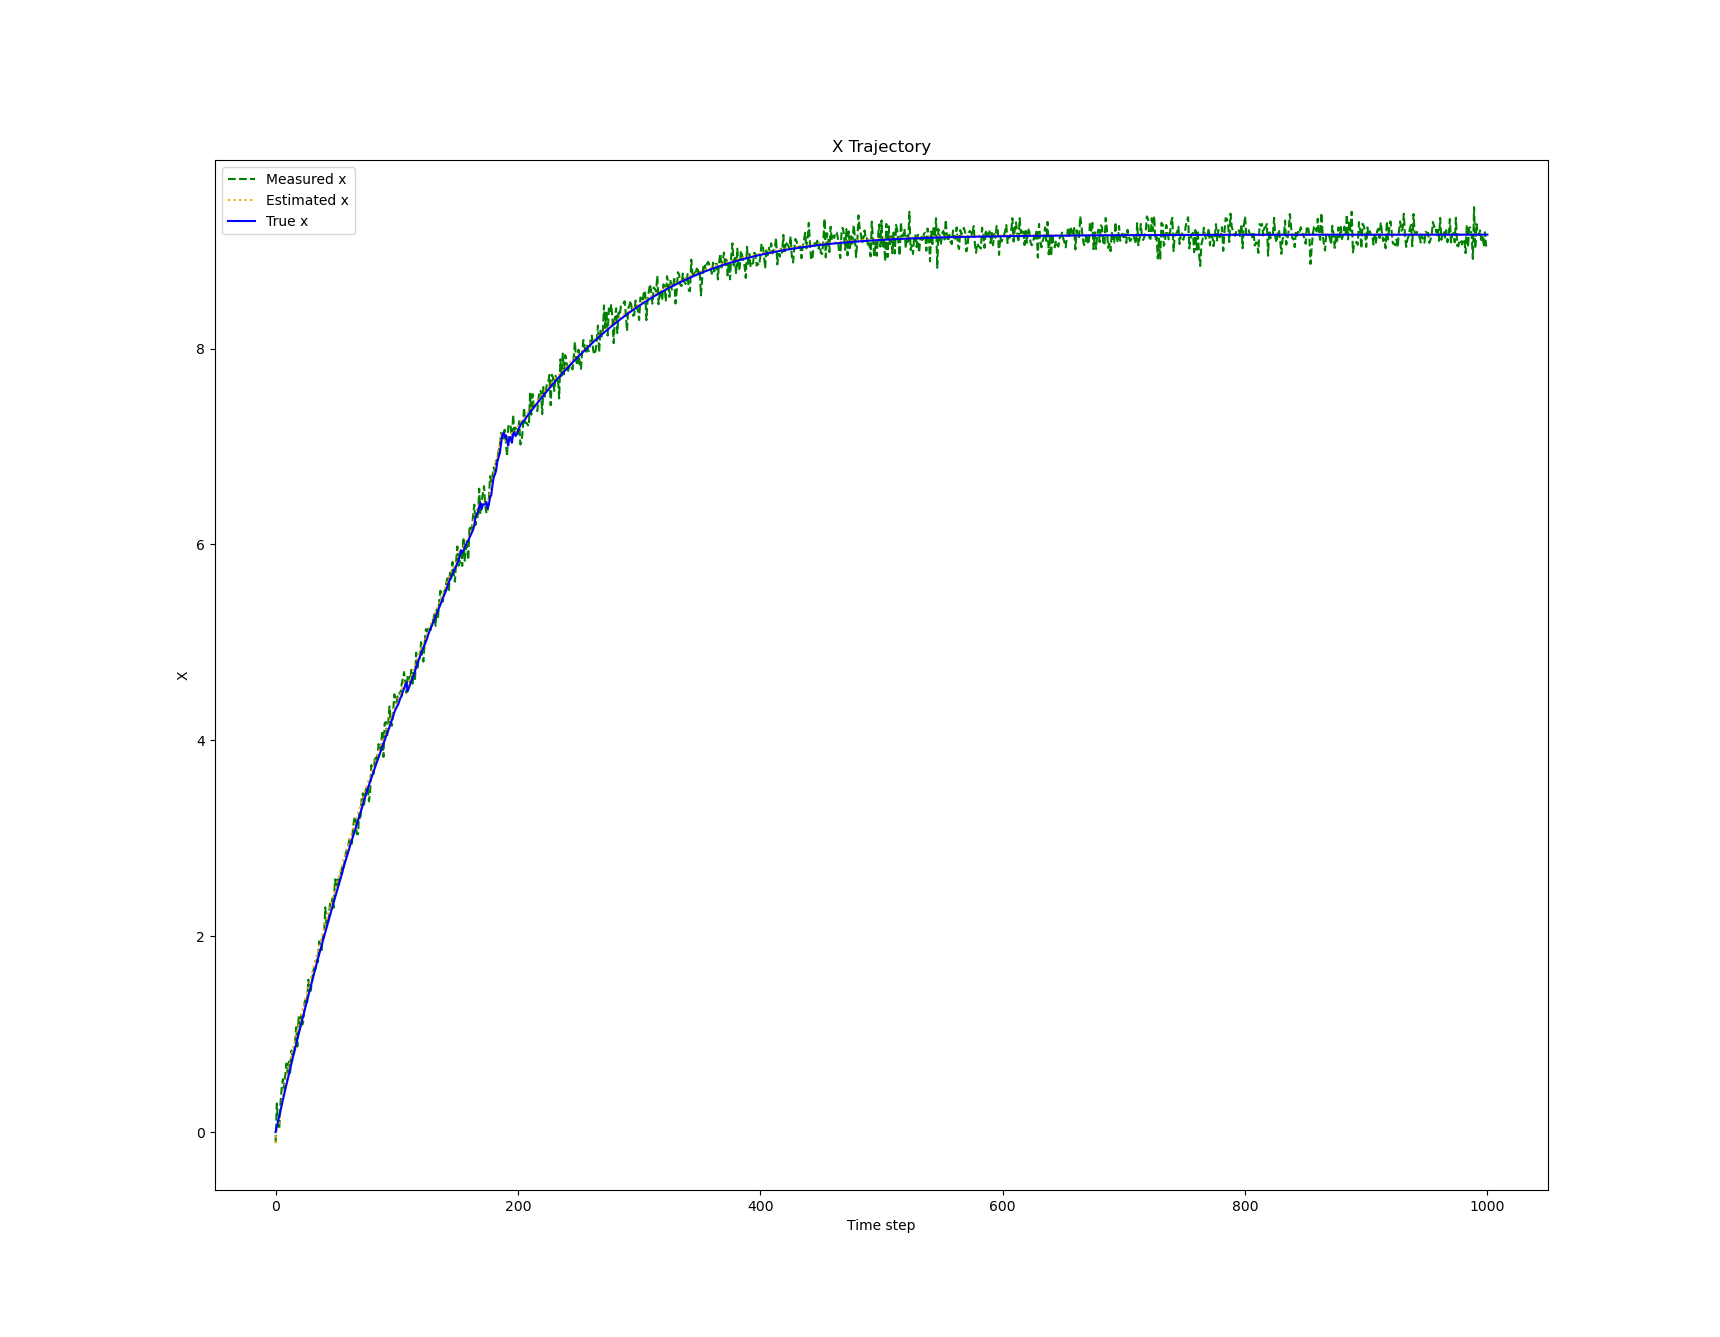 X Trajectory
Measured x
Estimated x
True x
8
6
X
4
2
0
0 200 400 600 800 1000
Time step